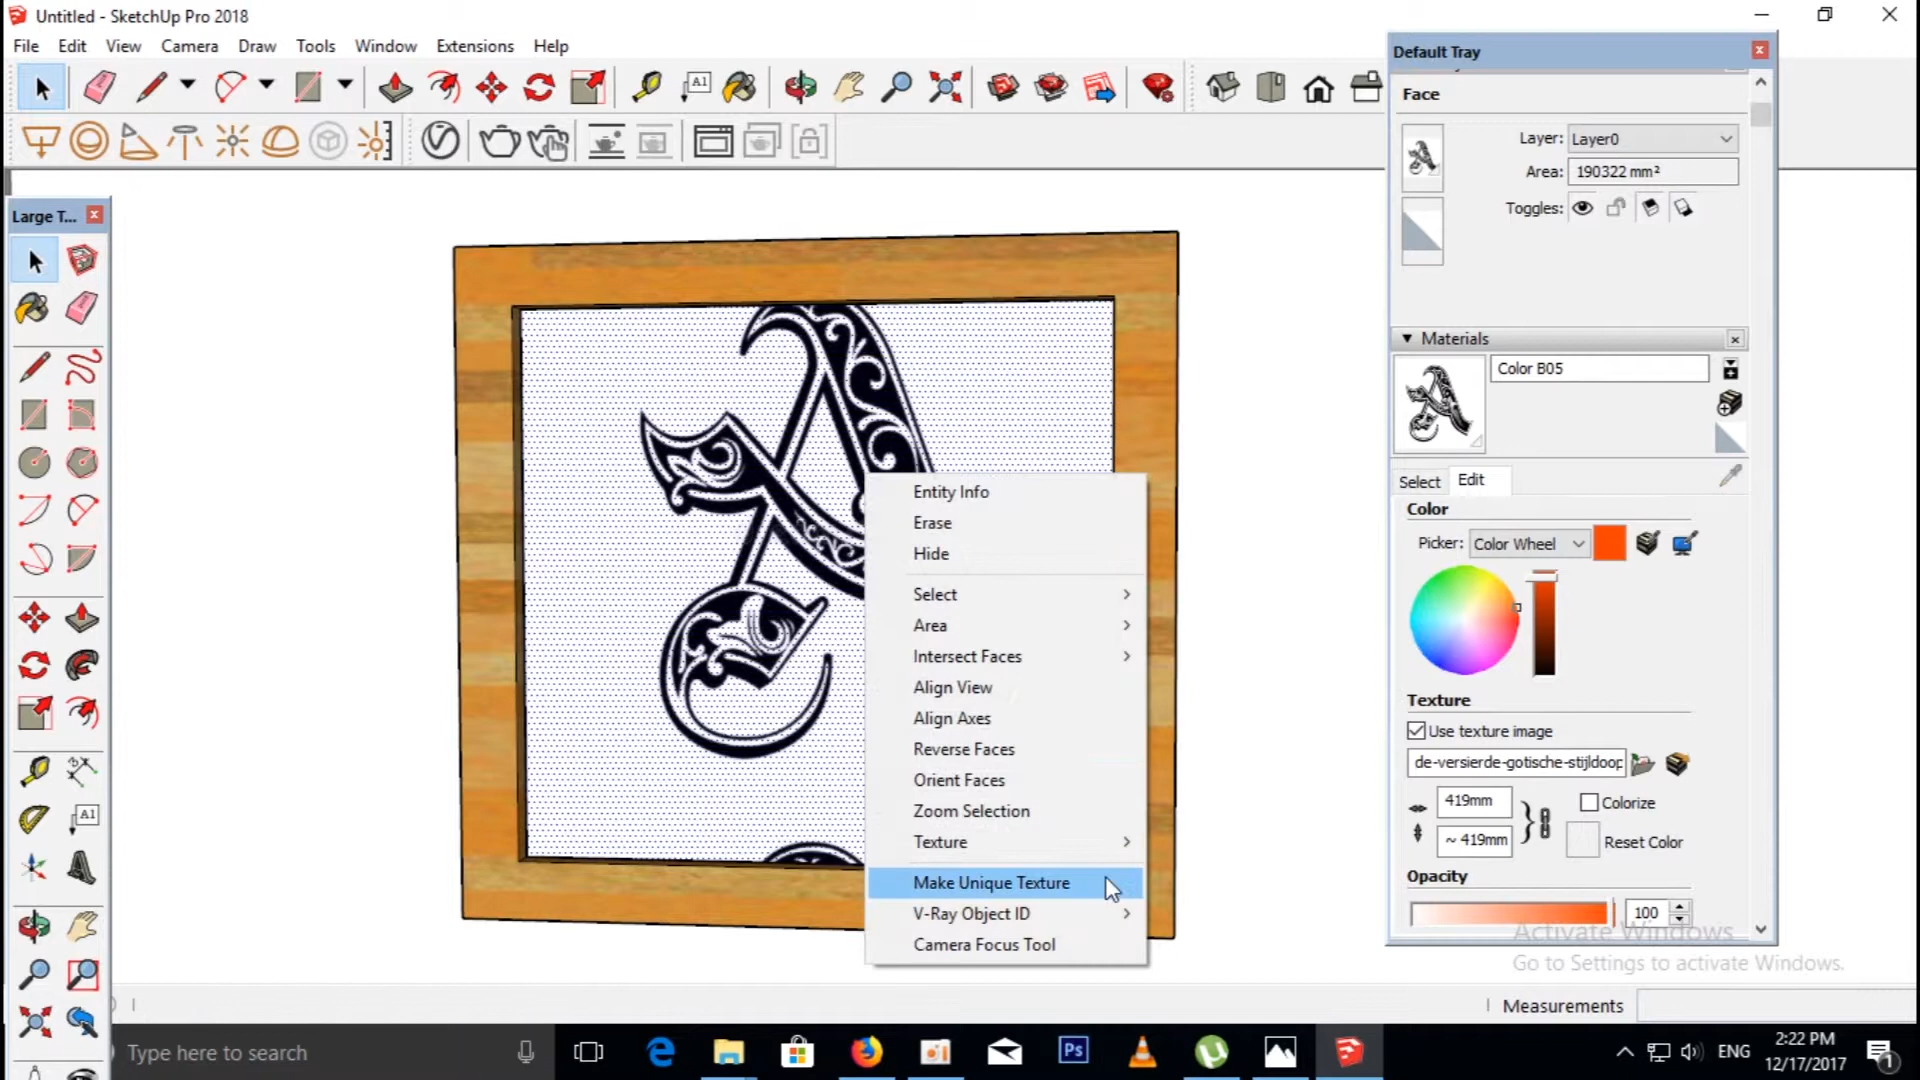 Untitled - SketchUp Pro 2018
File Edit View Camera Draw Tools Window Extensions Help
Default Tray
Face
Layer: Layer0
Area: 190322 mm²
Toggles:
Large T...
Materials
Color B05
Select Edit
Color
Picker: Color Wheel
Texture
Use texture image
de-versierde-gotische-stijldoop
419mm
Colorize
~ 419mm
Reset Color
Opacity
100
Entity Info
Erase
Hide
Select
Area
Intersect Faces
Align View
Align Axes
Reverse Faces
Orient Faces
Zoom Selection
Texture
Make Unique Texture
V-Ray Object ID
Camera Focus Tool
Activate Windows
Go to Settings to activate Windows.
Measurements
Type here to search
Ps
ENG
2:22 PM
12/17/2017
1
A1
A1